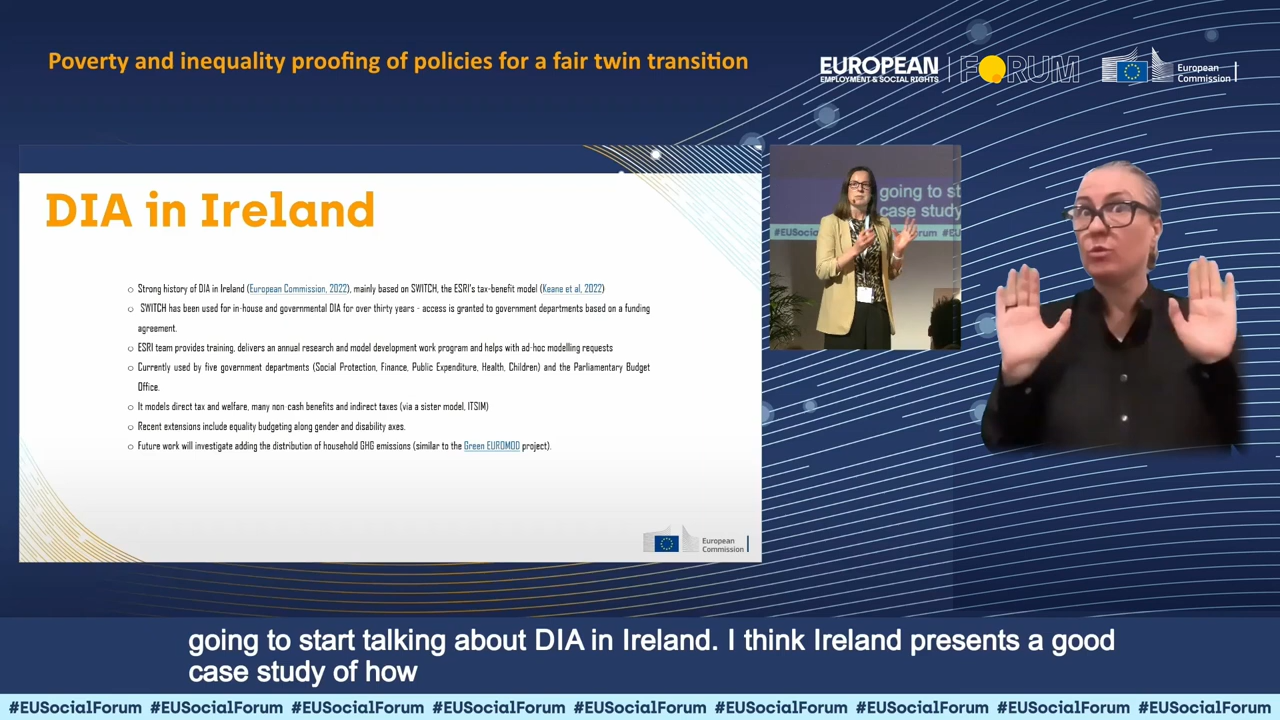 Poverty and inequality proofing of policies for a fair twin transition
EUROPEAN
EMPLOYMENT & SOCIAL RIGHTS
FORUM
European
Commission
DIA in Ireland
Strong history of DIA in Ireland (European Commission, 2022), mainly based on SWITCH, the ESRI's tax-benefit model (Keane et al, 2022)
SWITCH has been used for in-house and governmental DIA for over thirty years - access is granted to government departments based on a funding
agreement.
ESRI team provides training, delivers an annual research and model development work program and helps with ad-hoc modelling requests
Currently used by five government departments (Social Protection, Finance, Public Expenditure, Health, Children) and the Parliamentary Budget
Office.
It models direct tax and welfare, many non-cash benefits and indirect taxes (via a sister model, ITSIM)
Recent extensions include equality budgeting along gender and disability axes.
Future work will investigate adding the distribution of household GHG emissions (similar to the Green EUROMOD project).
European
Commission
going to st
case study
#EUSocia
Forum #EU
going to start talking about DIA in Ireland. I think Ireland presents a good
case study of how
#EUSocialForum #EUSocialForum #EUSocialForum #EUSocialForum #EUSocialForum #EUSocialForum #EUSocialForum #EUSocialForum #EUSocialForum